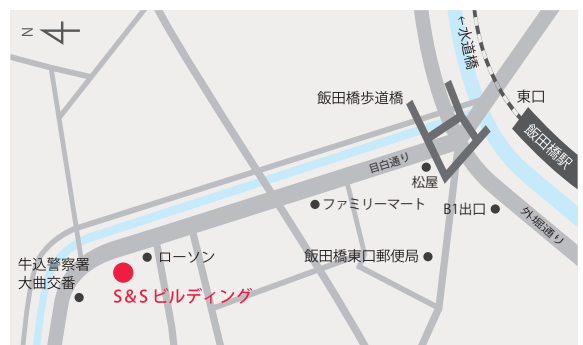 N
←水道橋
東口
飯田橋駅
飯田橋歩道橋
目白通り
松屋
ファミリーマート
B1出口
外堀通り
飯田橋東口郵便局
ローソン
牛込警察署
大曲交番
S&Sビルディング